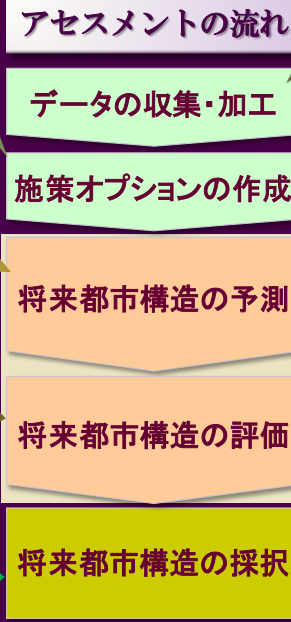 アセスメントの流れ
データの収集・加工
施策オプションの作成
将来都市構造の予測
将来都市構造の評価
将来都市構造の採択